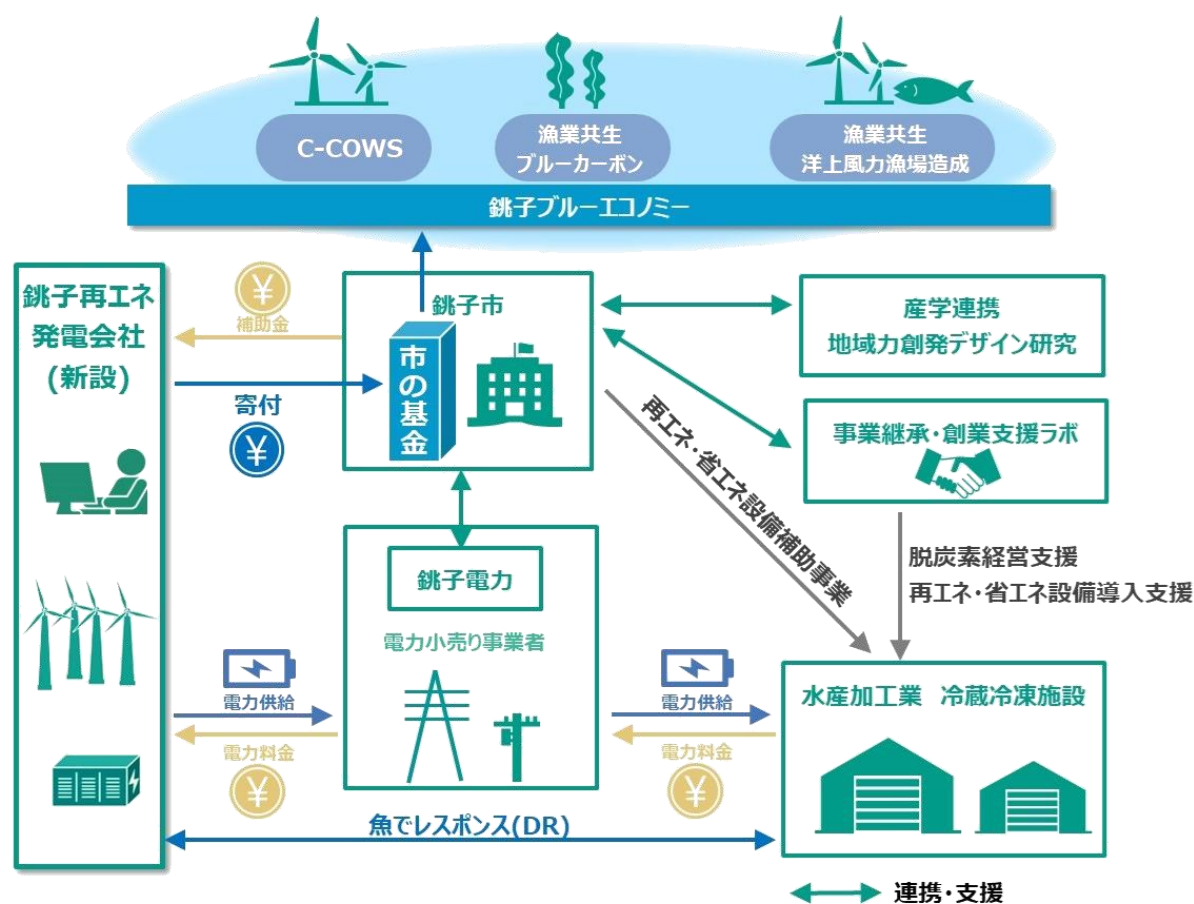 C-COWS
漁業共生
ブルーカーボン
漁業共生
洋上風力漁場造成
銚子ブルーエコノミー
銚子再エネ
発電会社
(新設)
¥
補助金
寄付
¥
銚子市
市の基金
産学連携
地域力創発デザイン研究
事業継承・創業支援ラボ
再エネ・省エネ設備補助事業
脱炭素経営支援
再エネ・省エネ設備導入支援
銚子電力
電力小売り事業者
電力供給
電力料金
¥
電力供給
電力料金
¥
水産加工業 冷蔵冷凍施設
魚でレスポンス(DR)
連携・支援